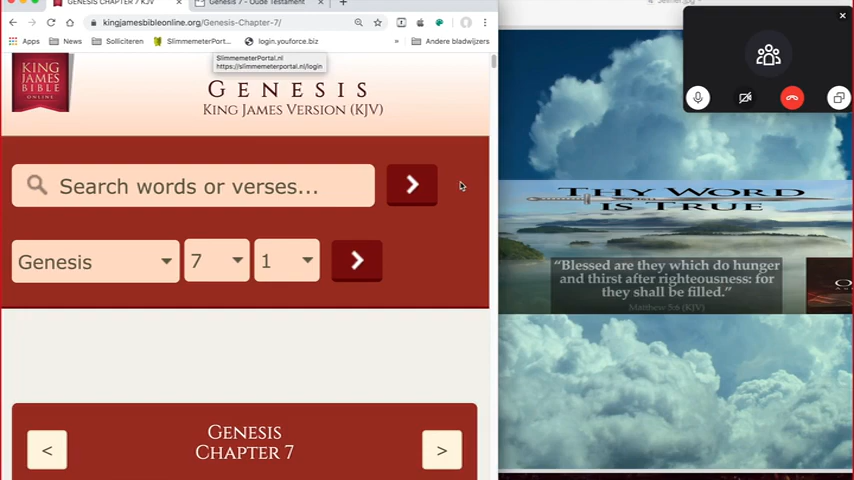 GENESIS CHAPTER 7 KJV
Genesis 7 - Oude Testament
kingjamesbibleonline.org/Genesis-Chapter-7/
Apps
News
Solliciteren
SlimmemeterPort...
login.youforce.biz
Andere bladwijzers
SlimmemeterPortal.nl
https://slimmemeterportal.nl/login
KING
JAMES
BIBLE
ONLINE
GENESIS
KING JAMES VERSION (KJV)
Search words or verses...
Genesis
7
1
GENESIS
CHAPTER 7
<
>
THY WORD
IS TRUE
“Blessed are they which do hunger
and thirst after righteousness: for
they shall be filled.”
Matthew 5:6 (KJV)